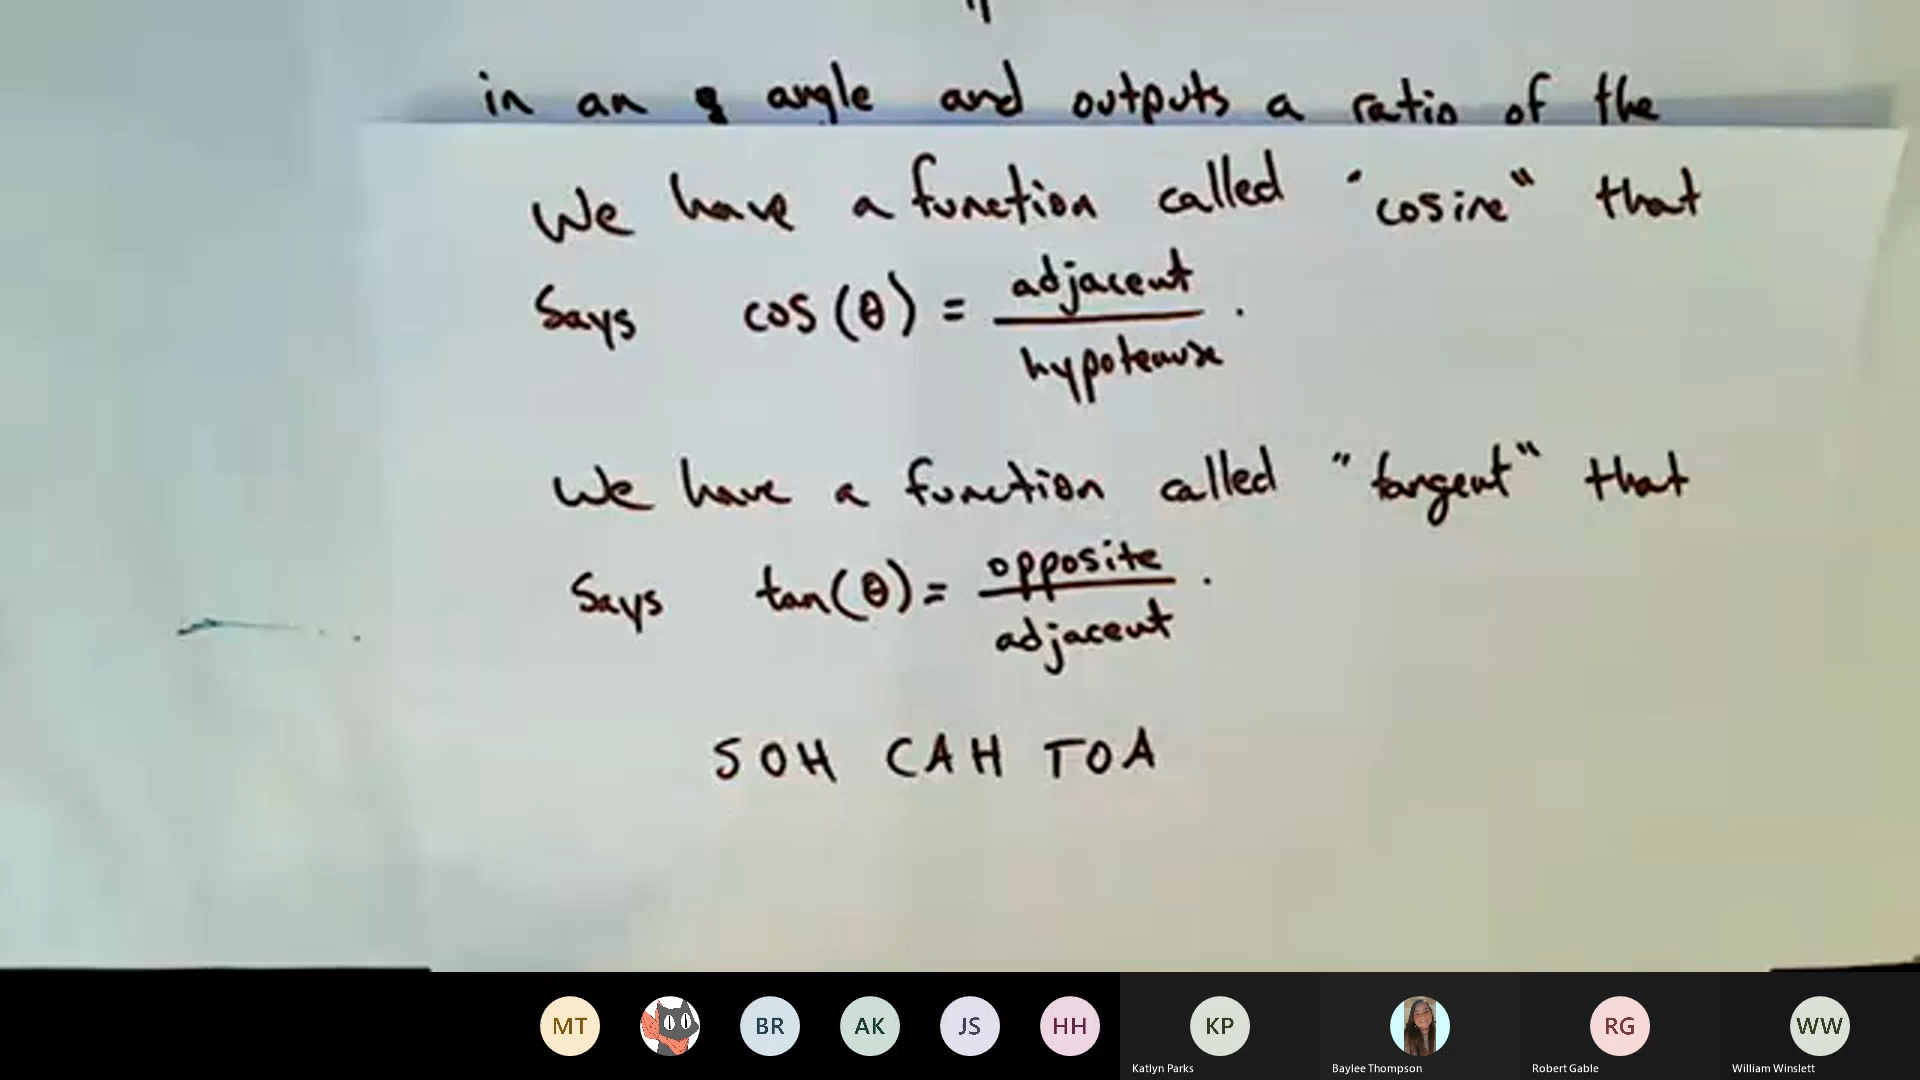 in an angle and outputs a ratio of the
We have a function called "cosine" that
Says cos(θ) = adjacent / hypotenuse .
We have a function called "tangent" that
Says tan(θ) = opposite / adjacent .
SOH CAH TOA
MT BR AK JS HH KP RG WW
Katlyn Parks Baylee Thompson Robert Gable William Winslett